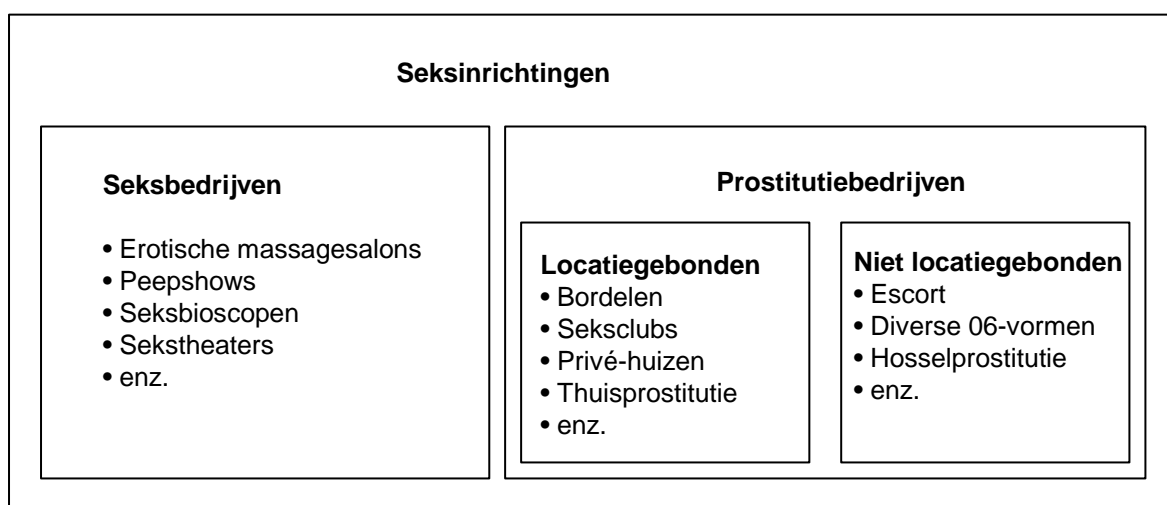 Seksinrichtingen
Seksbedrijven
• Erotische massagesalons
• Peepshows
• Seksbioscopen
• Sekstheaters
• enz.
Prostitutiebedrijven
Locatiegebonden
• Bordelen
• Seksclubs
• Privé-huizen
• Thuisprostitutie
• enz.
Niet locatiegebonden
• Escort
• Diverse 06-vormen
• Hosselprostitutie
• enz.